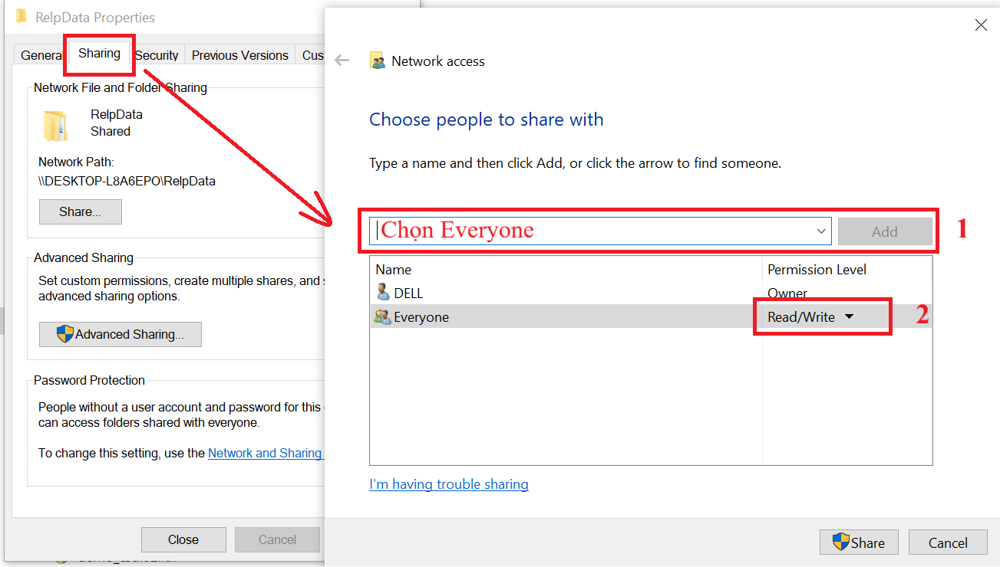 RelpData Properties
General
Sharing
Security
Previous Versions
Network File and Folder Sharing
RelpData
Shared
Network Path:
\\DESKTOP-L8A6EPO\RelpData
Share...
Advanced Sharing
Set custom permissions, create multiple shares, and
advanced sharing options.
Advanced Sharing...
Password Protection
People without a user account and password for this
can access folders shared with everyone.
To change this setting, use the Network and Sharing
Close
Cancel
Network access
Choose people to share with
Type a name and then click Add, or click the arrow to find someone.
Chọn Everyone
Add
1
Name
Permission Level
DELL
Owner
Everyone
Read/Write
2
I'm having trouble sharing
Share
Cancel